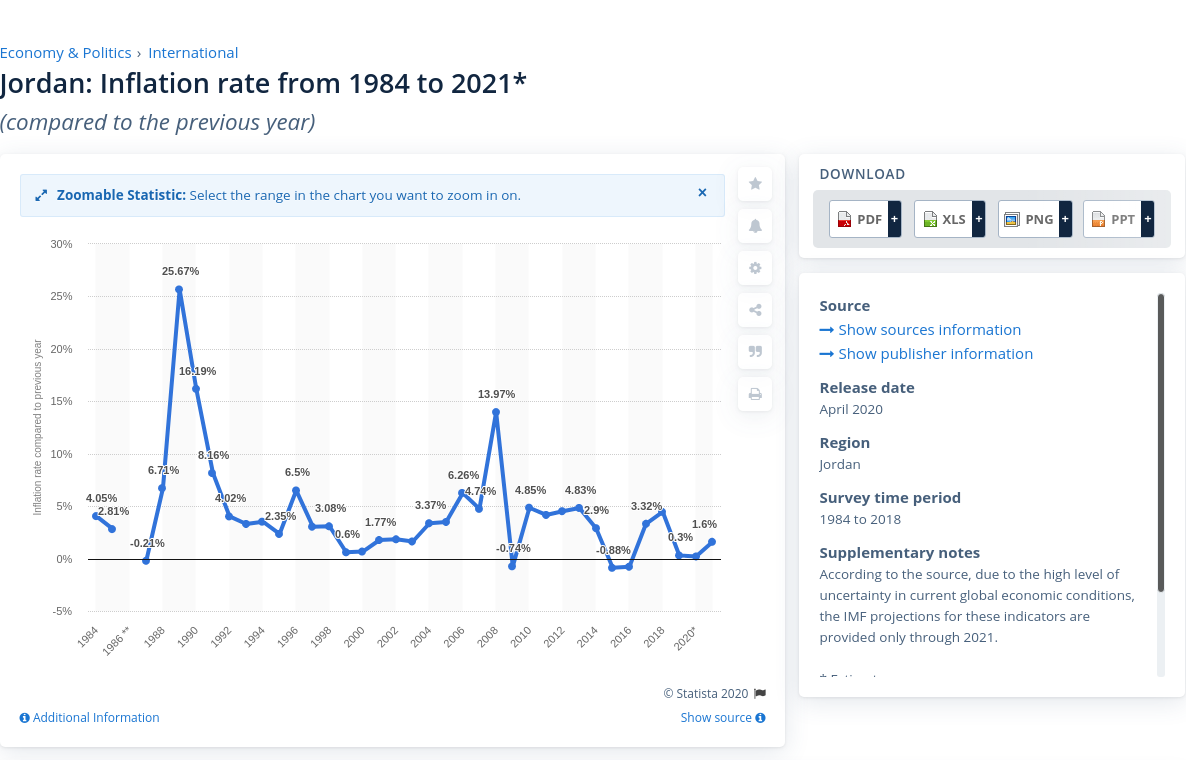 Economy & Politics › International
Jordan: Inflation rate from 1984 to 2021*
(compared to the previous year)
Zoomable Statistic: Select the range in the chart you want to zoom in on.
×
Inflation rate compared to previous year
30%
25%
20%
15%
10%
5%
0%
-5%
4.05%
2.81%
-0.21%
6.71%
25.67%
16.19%
8.16%
4.02%
2.35%
6.5%
3.08%
0.6%
1.77%
3.37%
6.26%
4.74%
13.97%
-0.74%
4.85%
4.83%
2.9%
-0.88%
3.32%
0.3%
1.6%
1984
1986 **
1988
1990
1992
1994
1996
1998
2000
2002
2004
2006
2008
2010
2012
2014
2016
2018
2020*
© Statista 2020
Additional Information
Show source
DOWNLOAD
PDF + XLS + PNG + PPT +
Source
Show sources information
Show publisher information
Release date
April 2020
Region
Jordan
Survey time period
1984 to 2018
Supplementary notes
According to the source, due to the high level of
uncertainty in current global economic conditions,
the IMF projections for these indicators are
provided only through 2021.